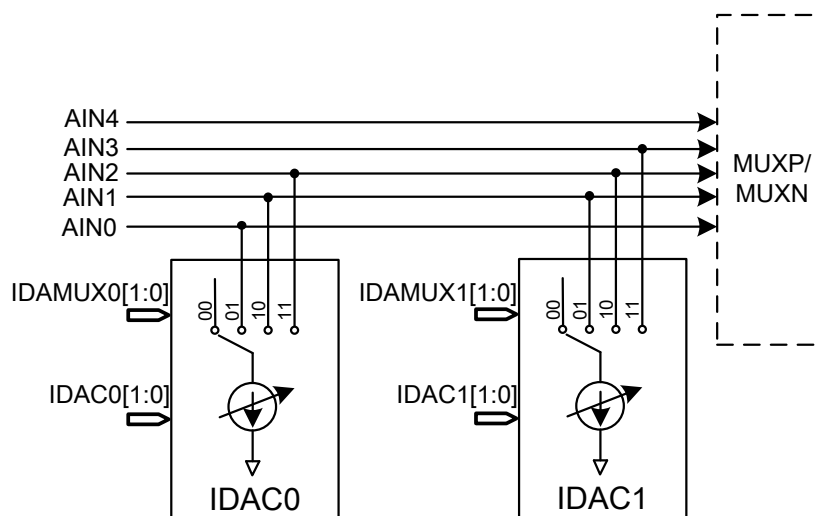 AIN4
AIN3
AIN2
AIN1
AIN0
MUXP/
MUXN
IDAMUX0[1:0]
00
01
10
11
IDAC0[1:0]
IDAC0
IDAMUX1[1:0]
00
01
10
11
IDAC1[1:0]
IDAC1